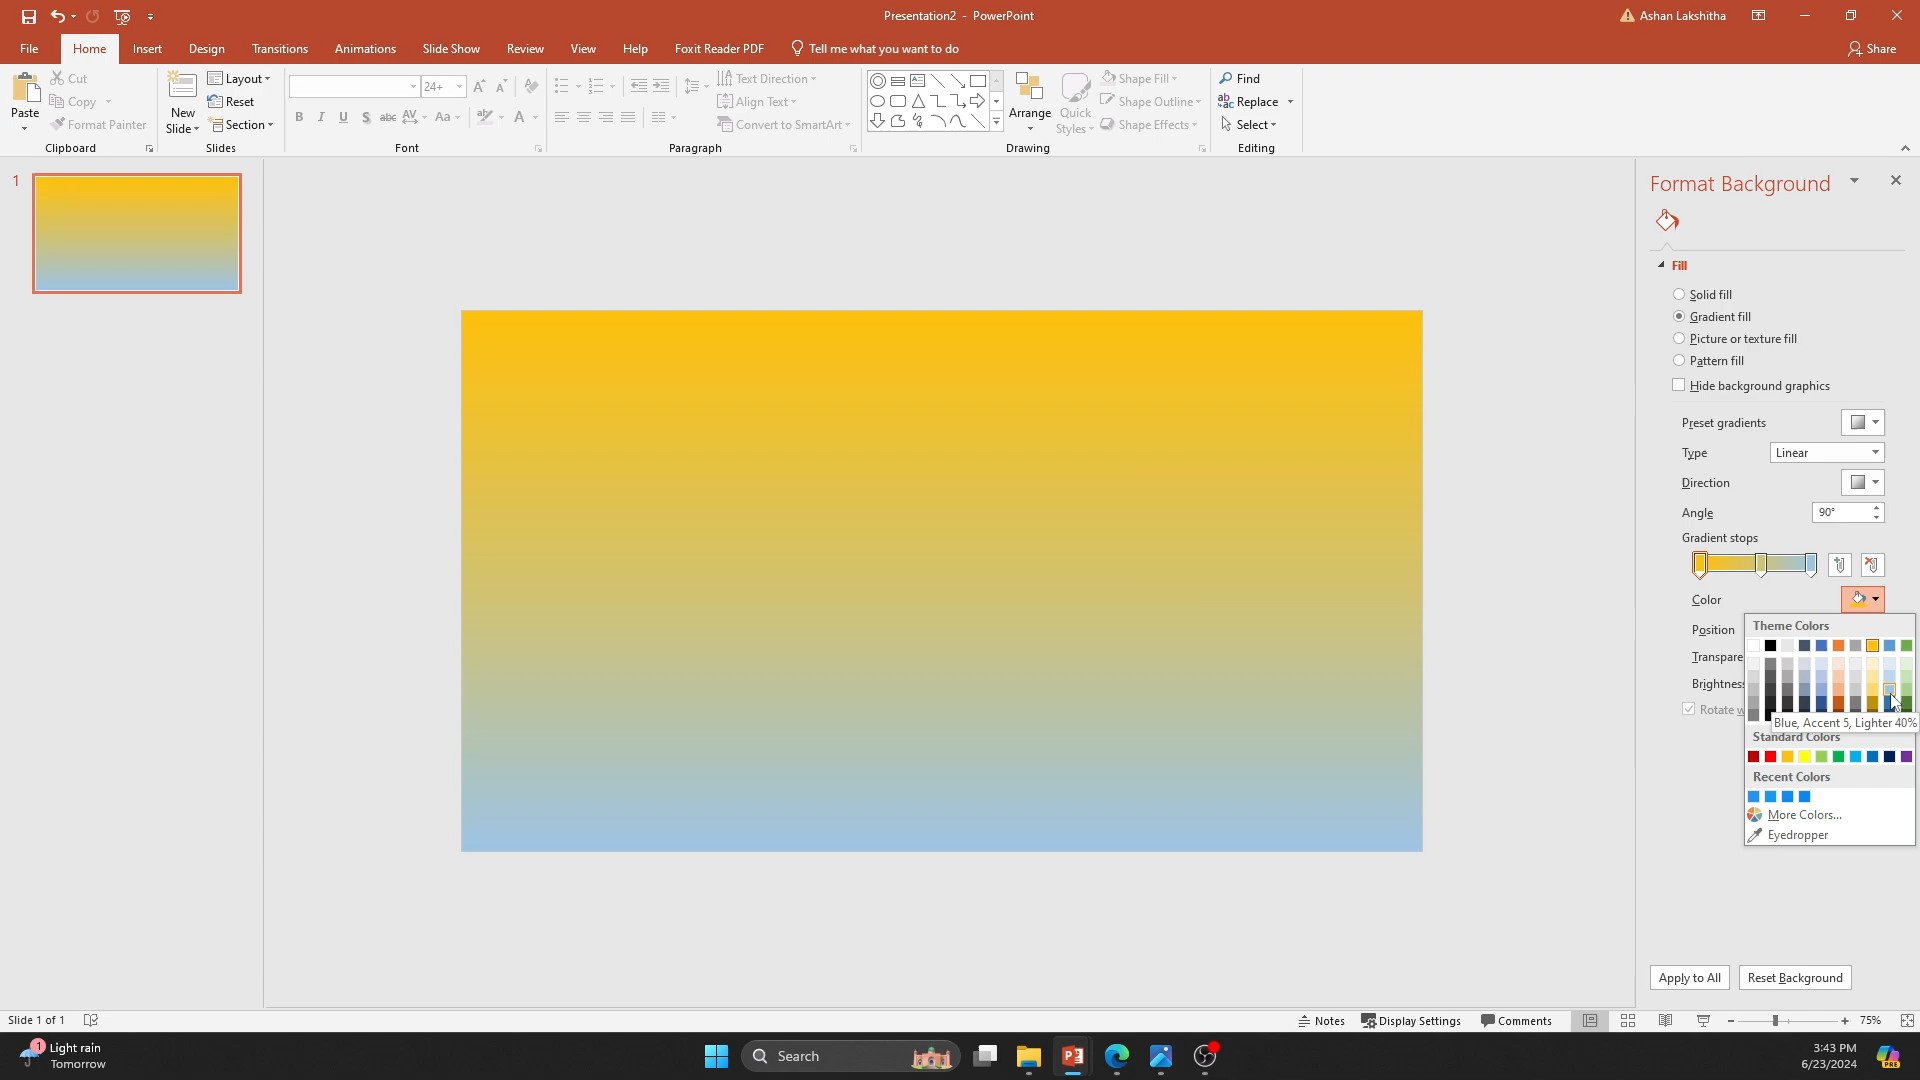 Presentation2 - PowerPoint
Ashan Lakshitha
File Home Insert Design Transitions Animations Slide Show Review View Help Foxit Reader PDF Tell me what you want to do Share
Paste
Cut
Copy
Format Painter
Clipboard
New
Slide
Layout
Reset
Section
Slides
24+
B I U S abc AV Aa A
Font
Text Direction
Align Text
Convert to SmartArt
Paragraph
Arrange
Quick
Styles
Shape Fill
Shape Outline
Shape Effects
Drawing
Find
Replace
Select
Editing
1
Format Background
Fill
Solid fill
Gradient fill
Picture or texture fill
Pattern fill
Hide background graphics
Preset gradients
Type Linear
Direction
Angle 90°
Gradient stops
Color
Theme Colors
Position
Transpare
Brightness
Rotate w
Blue, Accent 5, Lighter 40%
Standard Colors
Recent Colors
More Colors...
Eyedropper
Apply to All Reset Background
Slide 1 of 1 Notes Display Settings Comments 75%
1 Light rain
Tomorrow
Search
3:43 PM
6/23/2024
PRE